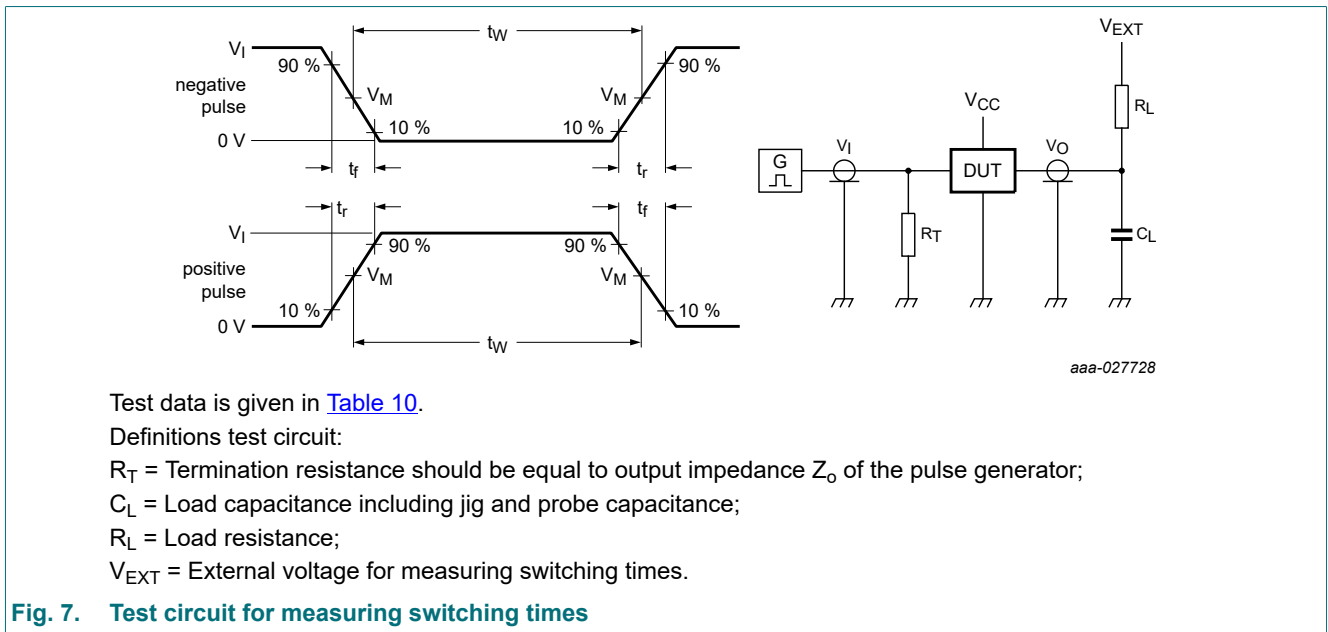 V_I
90 %
negative
pulse
V_M
t_W
V_M
90 %
10 %
10 %
0 V
t_f
t_r
t_r
t_f
V_I
90 %
90 %
positive
pulse
V_M
V_M
10 %
10 %
0 V
t_W
V_EXT
R_L
V_CC
G
V_I
DUT
V_O
R_T
C_L
aaa-027728
Test data is given in Table 10.
Definitions test circuit:
R_T = Termination resistance should be equal to output impedance Z_o of the pulse generator;
C_L = Load capacitance including jig and probe capacitance;
R_L = Load resistance;
V_EXT = External voltage for measuring switching times.
Fig. 7. Test circuit for measuring switching times